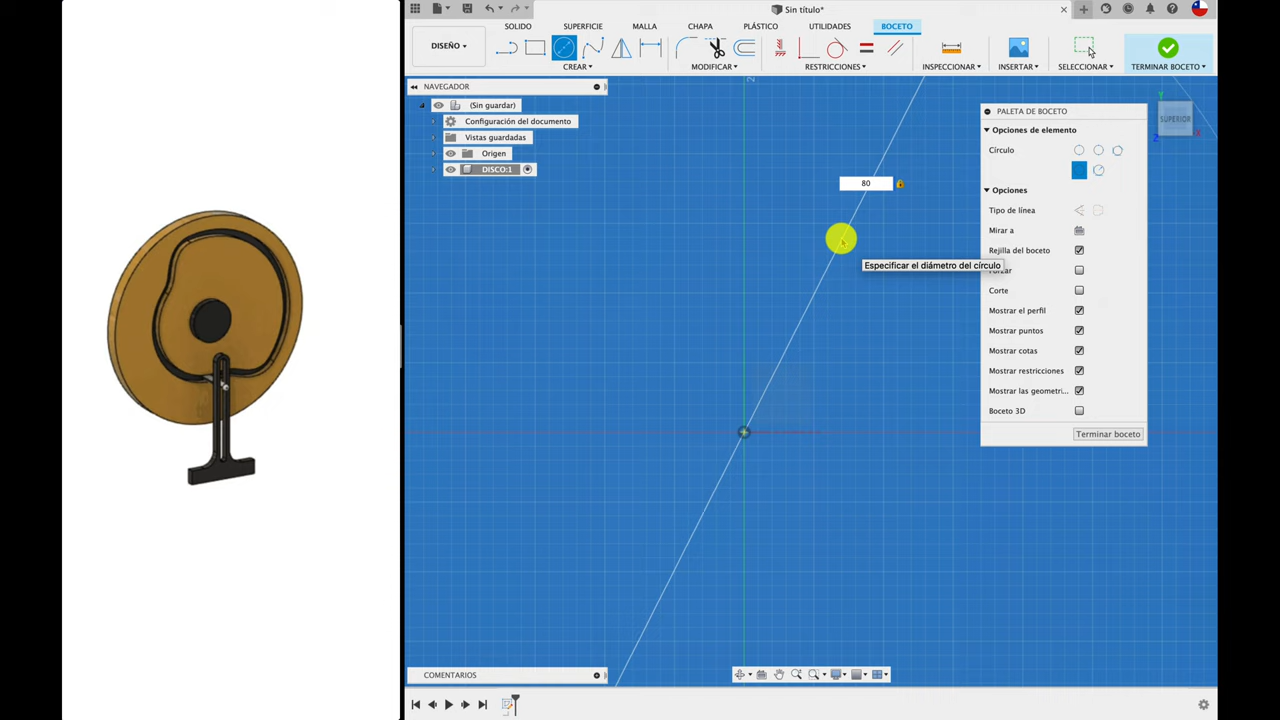 Sin título*
SOLIDO
SUPERFICIE
MALLA
CHAPA
PLÁSTICO
UTILIDADES
BOCETO
DISEÑO
CREAR
MODIFICAR
RESTRICCIONES
INSPECCIONAR
INSERTAR
SELECCIONAR
TERMINAR BOCETO
NAVEGADOR
(Sin guardar)
Configuración del documento
Vistas guardadas
Origen
DISCO:1
80
Especificar el diámetro del círculo
PALETA DE BOCETO
Opciones de elemento
Círculo
Opciones
Tipo de línea
Mirar a
Rejilla del boceto
Corte
Mostrar el perfil
Mostrar puntos
Mostrar cotas
Mostrar restricciones
Mostrar las geometri...
Boceto 3D
Terminar boceto
SUPERIOR
Y
X
Z
COMENTARIOS